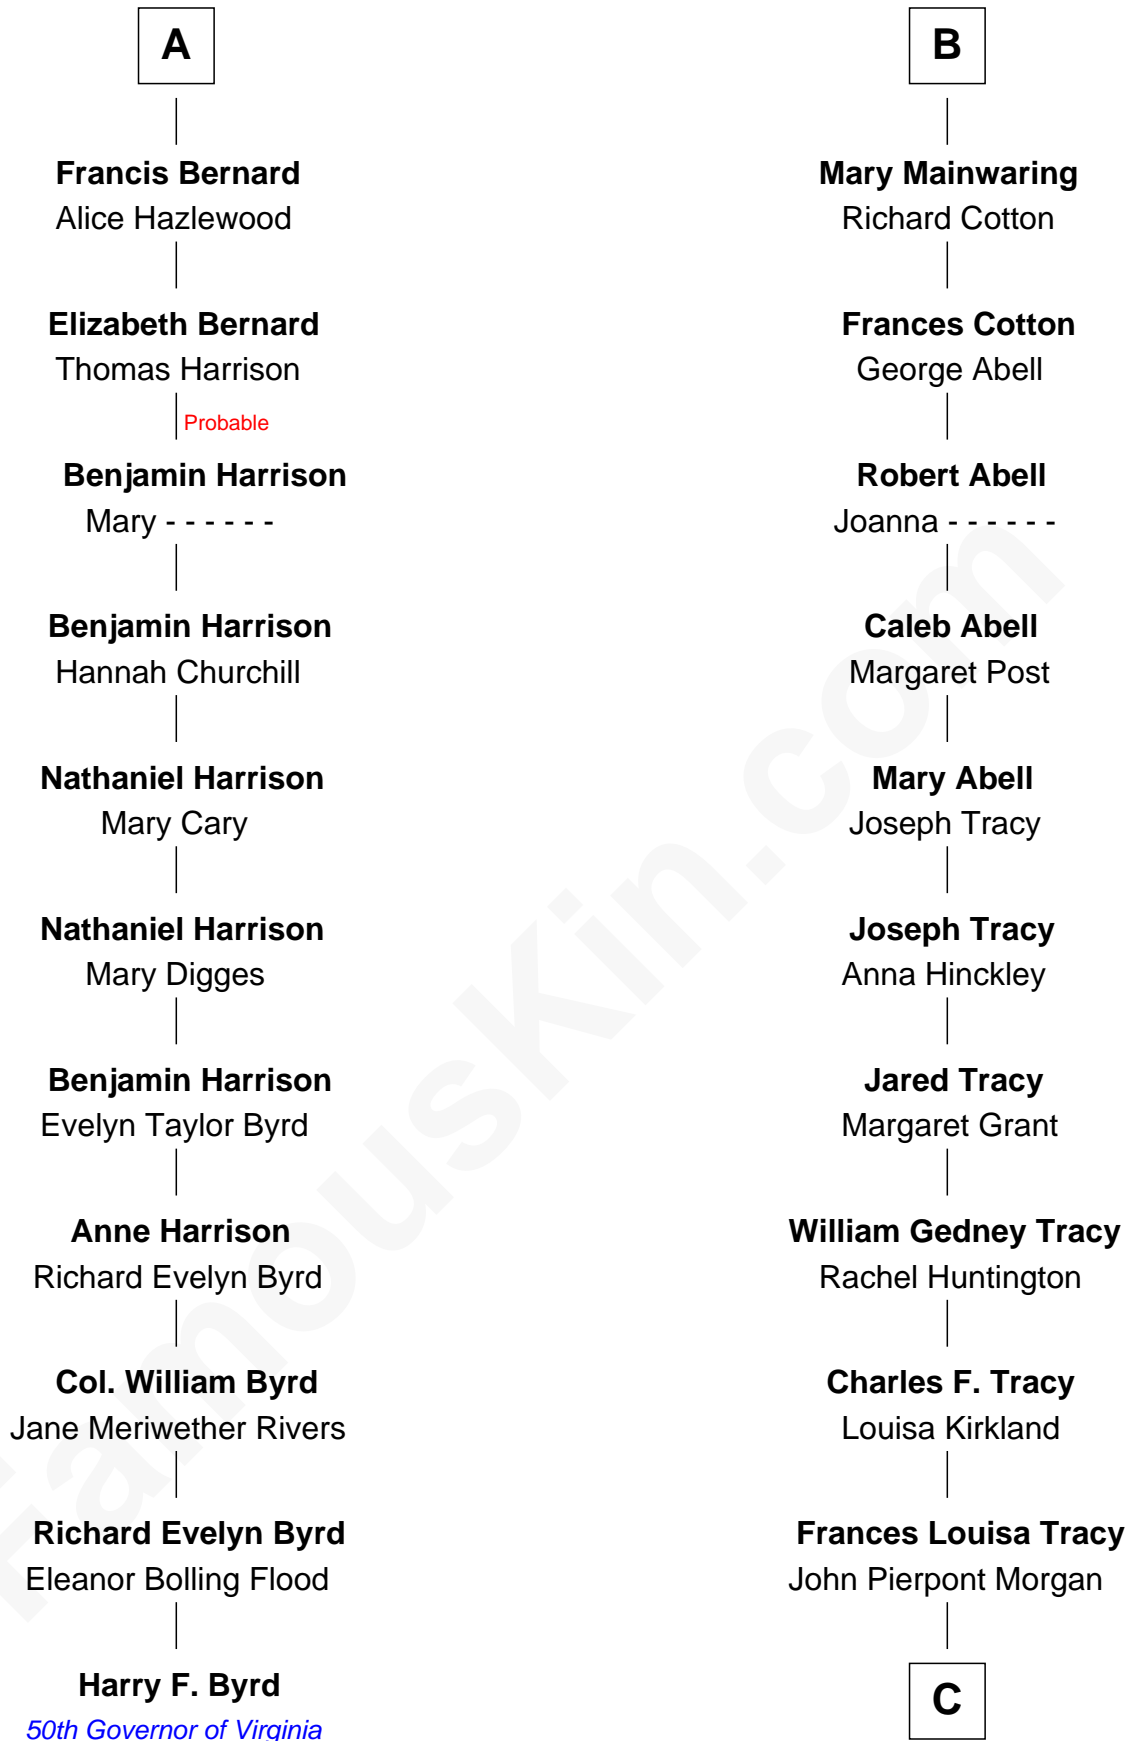 A
Francis Bernard
Alice Hazlewood
Elizabeth Bernard
Thomas Harrison
Probable
Benjamin Harrison
Mary - - - - - -
Benjamin Harrison
Hannah Churchill
Nathaniel Harrison
Mary Cary
Nathaniel Harrison
Mary Digges
Benjamin Harrison
Evelyn Taylor Byrd
Anne Harrison
Richard Evelyn Byrd
Col. William Byrd
Jane Meriwether Rivers
Richard Evelyn Byrd
Eleanor Bolling Flood
Harry F. Byrd
50th Governor of Virginia
B
Mary Mainwaring
Richard Cotton
Frances Cotton
George Abell
Robert Abell
Joanna - - - - - -
Caleb Abell
Margaret Post
Mary Abell
Joseph Tracy
Joseph Tracy
Anna Hinckley
Jared Tracy
Margaret Grant
William Gedney Tracy
Rachel Huntington
Charles F. Tracy
Louisa Kirkland
Frances Louisa Tracy
John Pierpont Morgan
C
FamousKin.com